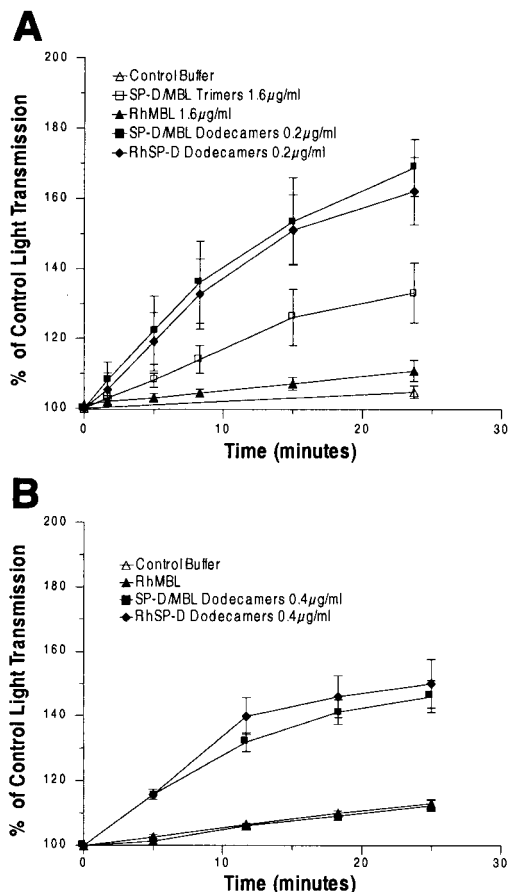 A
% of Control Light Transmission
200
180
160
140
120
100
Control Buffer
SP-D/MBL Trimers 1.6µg/ml
RhMBL 1.6µg/ml
SP-D/MBL Dodecamers 0.2µg/ml
RhSP-D Dodecamers 0.2µg/ml
0 10 20 30
Time (minutes)
B
% of Control Light Transmission
200
180
160
140
120
100
Control Buffer
RhMBL
SP-D/MBL Dodecamers 0.4µg/ml
RhSP-D Dodecamers 0.4µg/ml
0 10 20 30
Time (minutes)